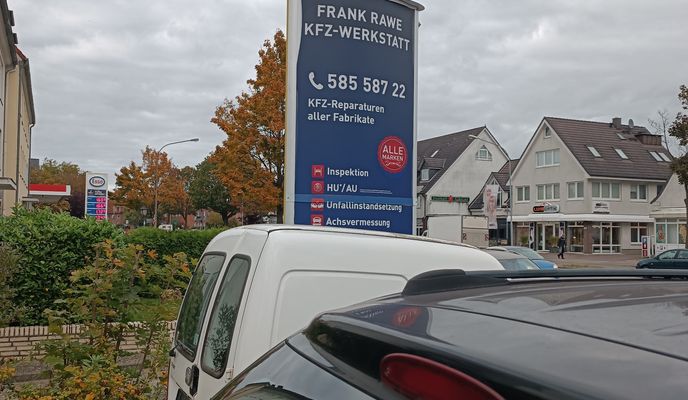 FRANK RAWE
KFZ-WERKSTATT
585 587 22
KFZ-Reparaturen
aller Fabrikate
ALLE
MARKEN
Inspektion
HU*/AU
Unfallinstandsetzung
Achsvermessung
Esso